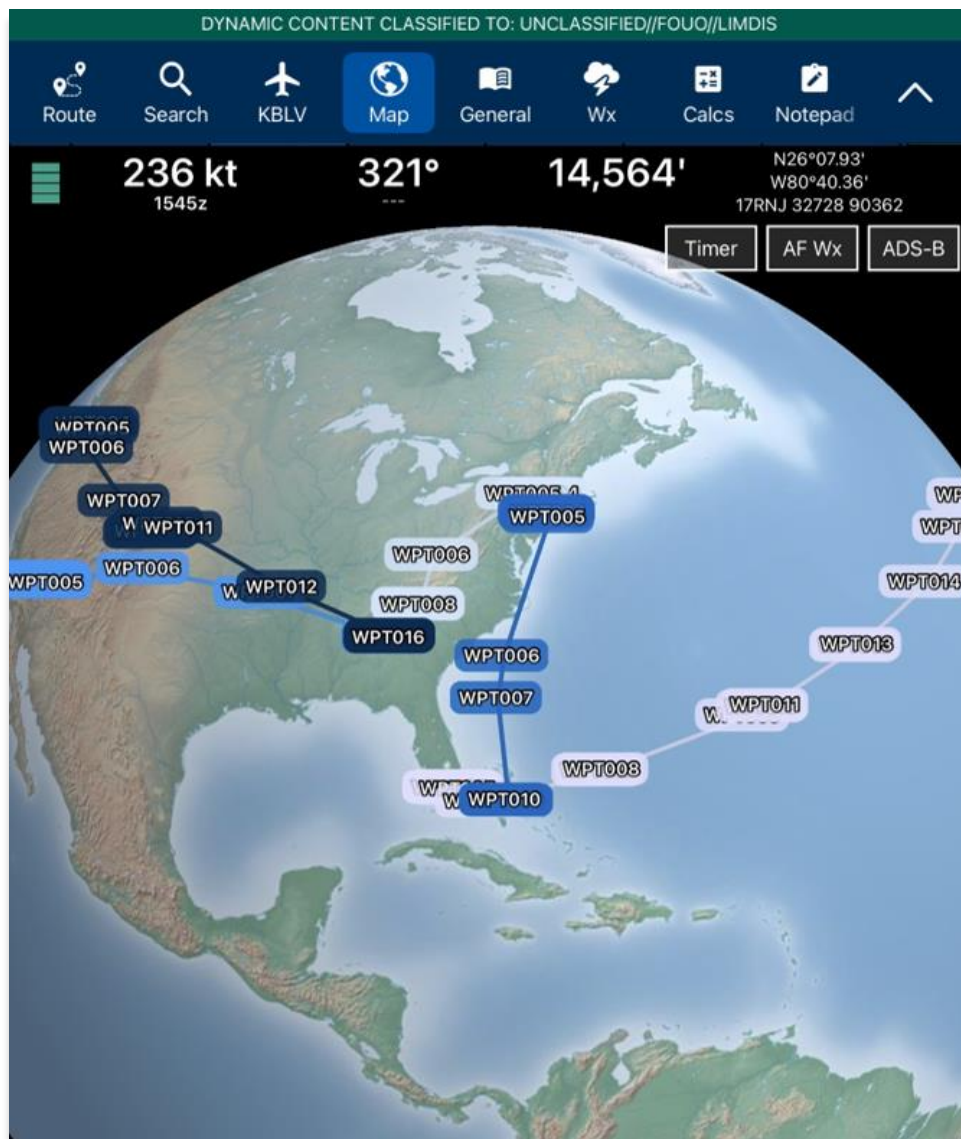 DYNAMIC CONTENT CLASSIFIED TO: UNCLASSIFIED//FOUO//LIMDIS
Route Search KBLV Map General Wx Calcs Notepad
236 kt 321° 14,564' N26°07.93'
1545z --- W80°40.36'
17RNJ 32728 90362
Timer AF Wx ADS-B
WPT005
WPT006
WPT007
WPT011
WPT005
WPT006
WPT012
WPT016
WPT005
WPT006
WPT008
WPT005
WPT006
WPT007
WPT010
WPT008
WPT011
WPT013
WPT014